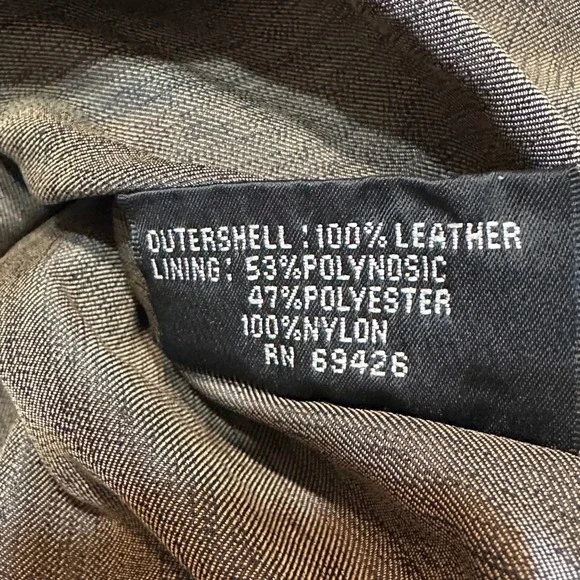 OUTERSHELL:100% LEATHER
LINING: 53%POLYNOSIC
47%POLYESTER
100%NYLON
RN 69426